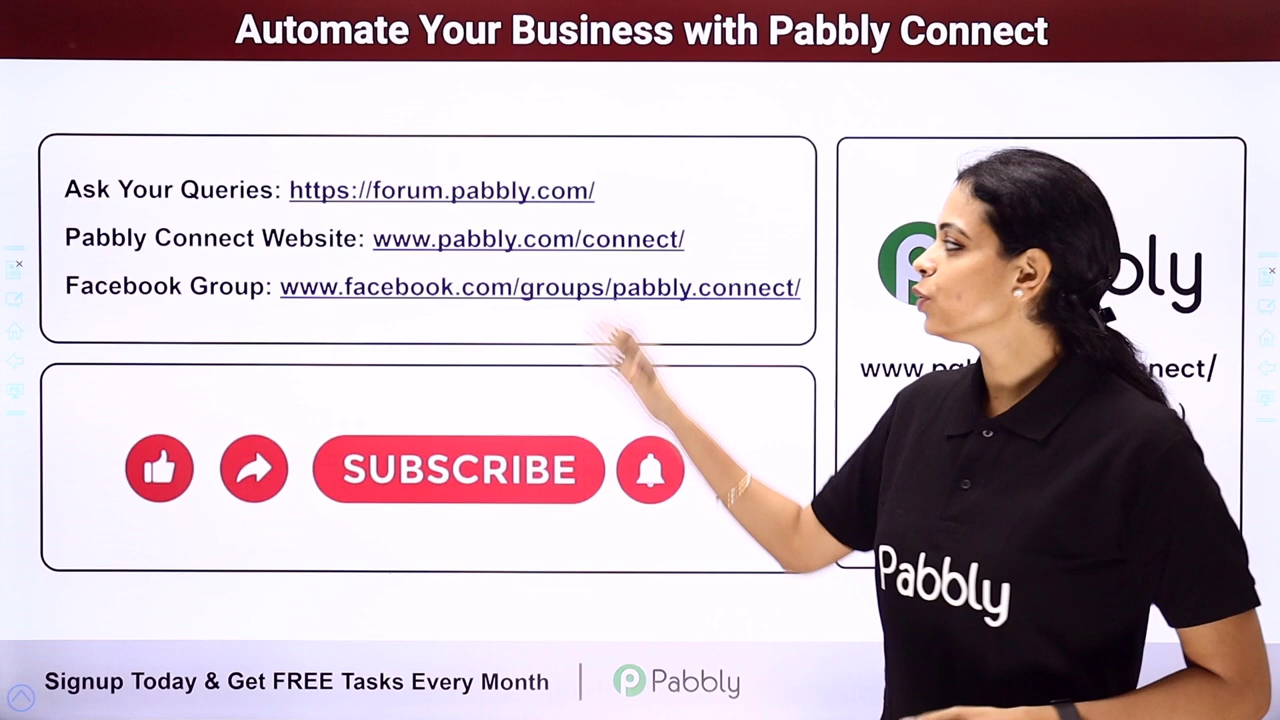 Automate Your Business with Pabbly Connect
Ask Your Queries: https://forum.pabbly.com/
Pabbly Connect Website: www.pabbly.com/connect/
Facebook Group: www.facebook.com/groups/pabbly.connect/
SUBSCRIBE
Pabbly
Signup Today & Get FREE Tasks Every Month
Pabbly